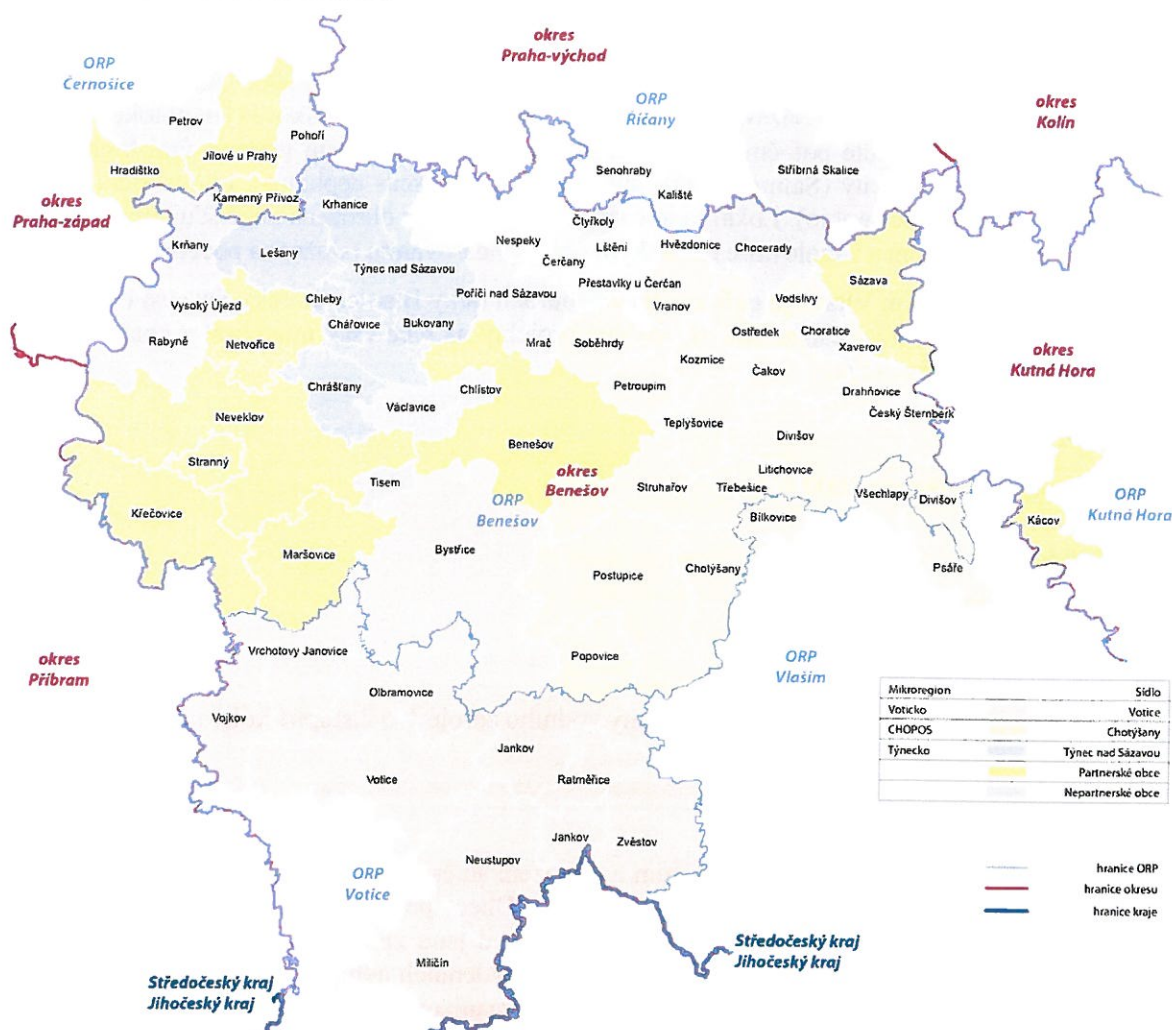 okres
Praha-východ
ORP
Černošice
ORP
Říčany
okres
Kolín
Petrov
Pohoří
Jílové u Prahy
Hradištko
Senohraby
Stříbrná Skalice
Kaliště
Kamenný Přívoz
Krhanice
okres
Praha-západ
Čtyřkoly
Krňany
Nespeky
Lštění
Hvězdonice
Chocerady
Lešany
Čerčany
Týnec nad Sázavou
Přestavlky u Čerčan
Sázava
Poříčí nad Sázavou
Vysoký Újezd
Chleby
Vranov
Vodslivy
Chářovice
Bukovany
Ostředek
Choratice
Rabyně
Netvořice
Mrač
Soběhrdy
Xaverov
Kozmice
okres
Kutná Hora
Čakov
Chrášťany
Chlístov
Petroupim
Drahňovice
Václavice
Český Šternberk
Neveklov
Teplýšovice
Divišov
Benešov
Stranný
okres
Benešov
Litichovice
Tisem
Struhařov
Třebešice
Všechlapy
Divišov
ORP
Kutná Hora
ORP
Benešov
Křečovice
Bílkovice
Kácov
Maršovice
Bystřice
Chotýšany
Psáře
Postupice
Vrchotovy Janovice
Popovice
okres
Příbram
ORP
Vlašim
Olbramovice
Vojkov
Jankov
Votice
Ratměřice
Jankov
Zvěstov
Neustupov
ORP
Votice
Středočeský kraj
Jihočeský kraj
Miličín
Středočeský kraj
Jihočeský kraj
Mikroregion Sídlo
Voticko Votice
CHOPOS Chotýšany
Týnecko Týnec nad Sázavou
Partnerské obce
Nepartnerské obce
hranice ORP
hranice okresu
hranice kraje